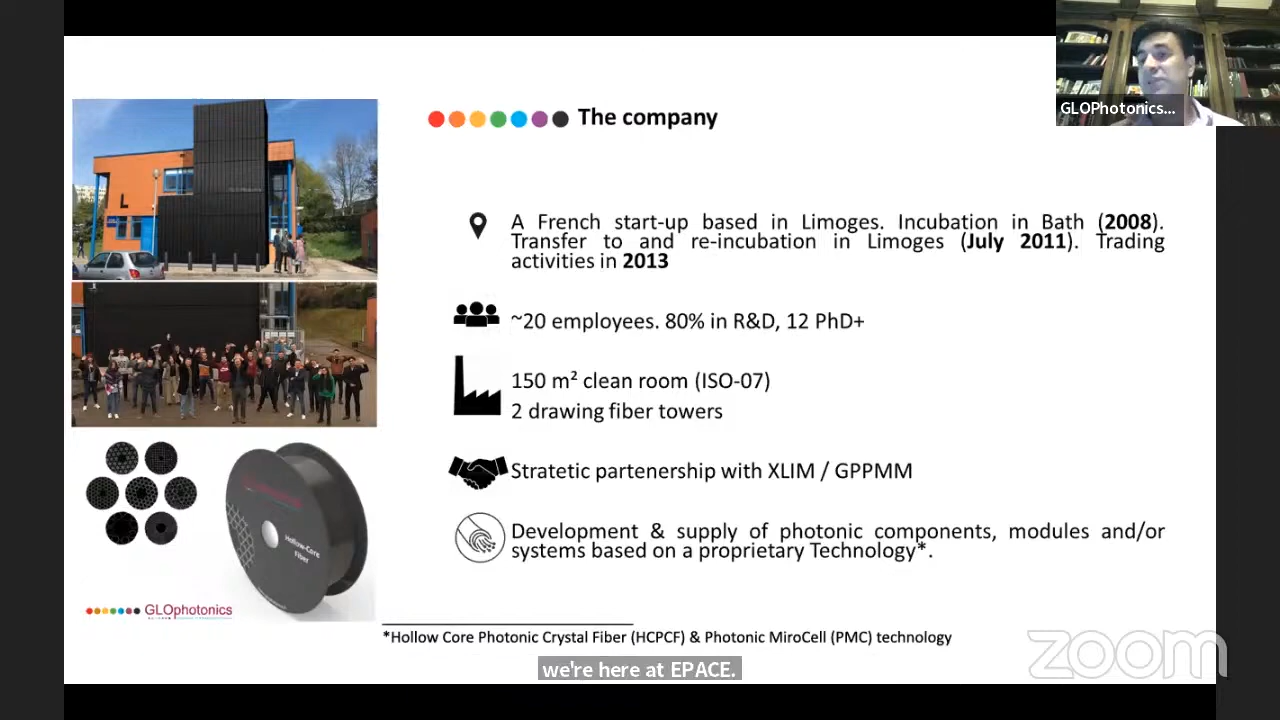 GLOPhotonics...
The company
A French start-up based in Limoges. Incubation in Bath (2008).
Transfer to and re-incubation in Limoges (July 2011). Trading
activities in 2013
~20 employees. 80% in R&D, 12 PhD+
150 m² clean room (ISO-07)
2 drawing fiber towers
Stratetic partenership with XLIM / GPPMM
Development & supply of photonic components, modules and/or
systems based on a proprietary Technology*.
L
Hollow-Core
Fiber
GLOphotonics
*Hollow Core Photonic Crystal Fiber (HCPCF) & Photonic MiroCell (PMC) technology
we're here at EPACE.
zoom